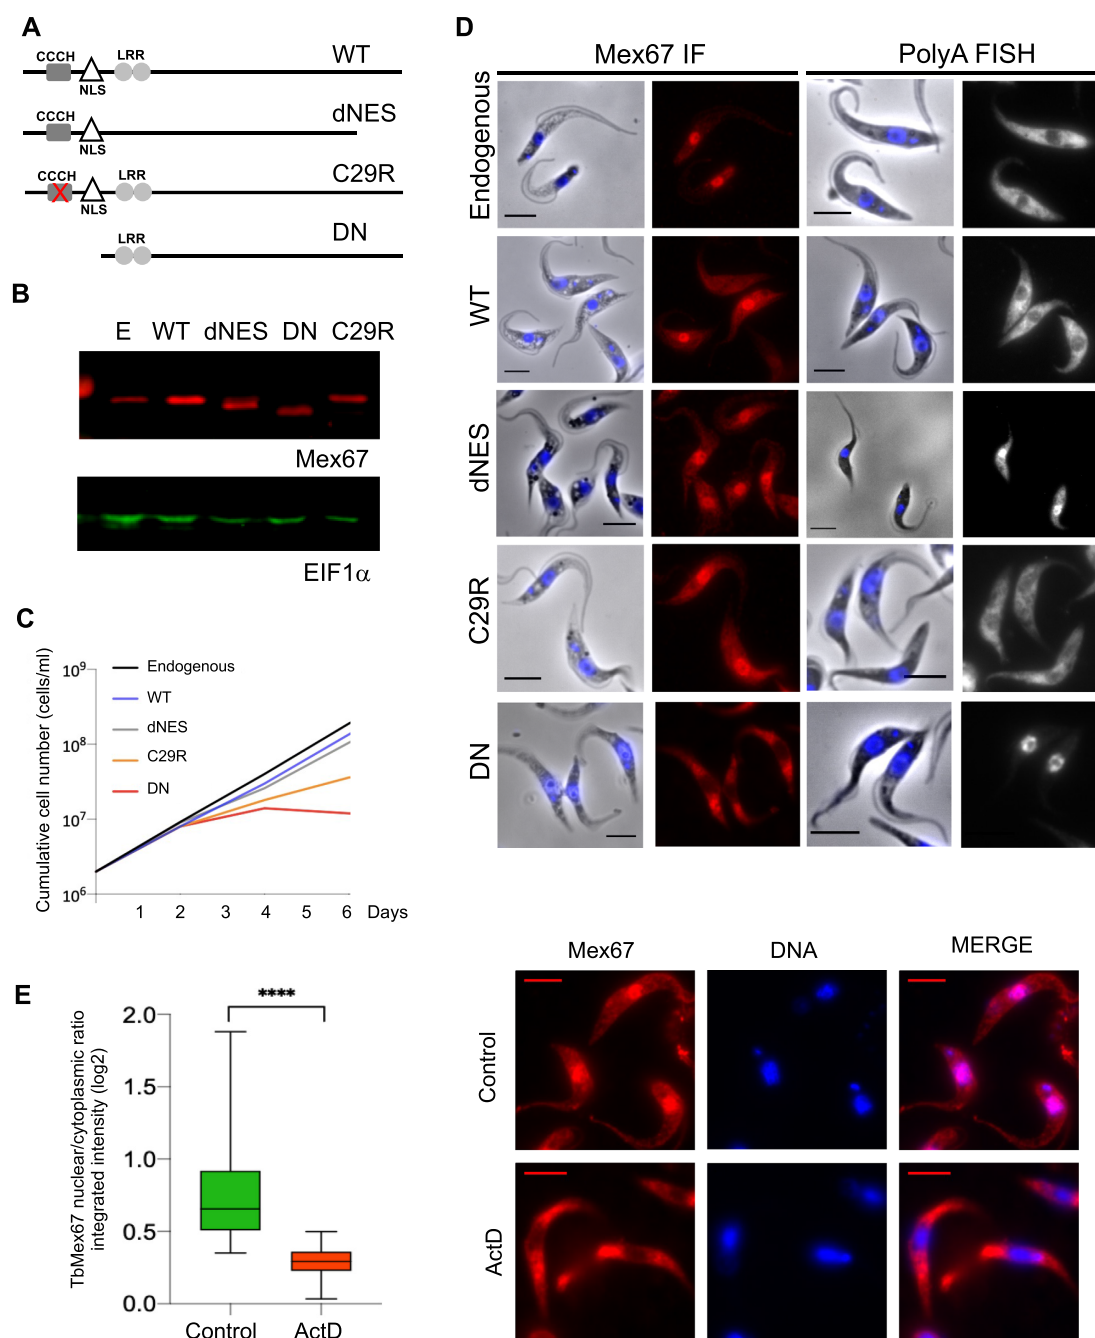 A
CCCH
LRR
WT
NLS
CCCH
dNES
NLS
CCCH
LRR
C29R
NLS
LRR
DN
B
E WT dNES DN C29R
Mex67
EIF1α
C
Cumulative cell number (cells/ml)
10⁹
10⁸
10⁷
10⁶
Endogenous
WT
dNES
C29R
DN
1 2 3 4 5 6 Days
D
Mex67 IF PolyA FISH
Endogenous
WT
dNES
C29R
DN
E
TbMex67 nuclear/cytoplasmic ratio
integrated intensity (log2)
****
2.0
1.5
1.0
0.5
0.0
Control ActD
Mex67 DNA MERGE
Control
ActD